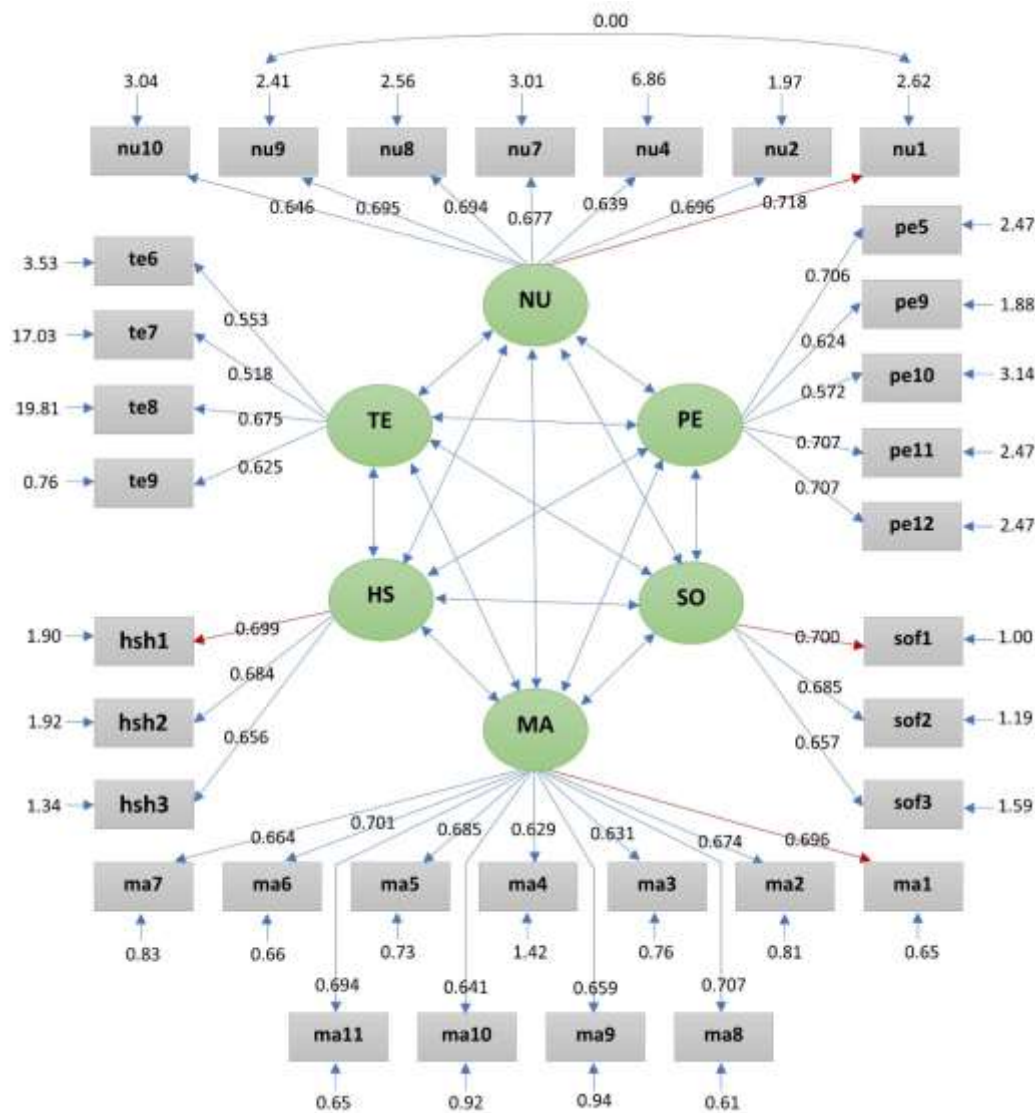 0.00
3.04 2.41 2.56 3.01 6.86 1.97 2.62
nu10 nu9 nu8 nu7 nu4 nu2 nu1
0.646 0.695 0.694 0.677 0.639 0.696 0.718
pe5 2.47
3.53 te6
0.706
NU
pe9 1.88
0.553
17.03 te7
0.624
pe10 3.14
0.518
0.572
19.81 te8
TE PE
0.675
pe11 2.47
0.625
0.707
0.76 te9
0.707
pe12 2.47
HS SO
1.90 hsh1 0.699
0.700 sof1 1.00
0.684
0.685
1.92 hsh2
sof2 1.19
MA
0.656
0.657
1.34 hsh3
sof3 1.59
0.664 0.701 0.685 0.629 0.631 0.674 0.696
ma7 ma6 ma5 ma4 ma3 ma2 ma1
0.83 0.66 0.73 1.42 0.76 0.81 0.65
0.694 0.641 0.659 0.707
ma11 ma10 ma9 ma8
0.65 0.92 0.94 0.61